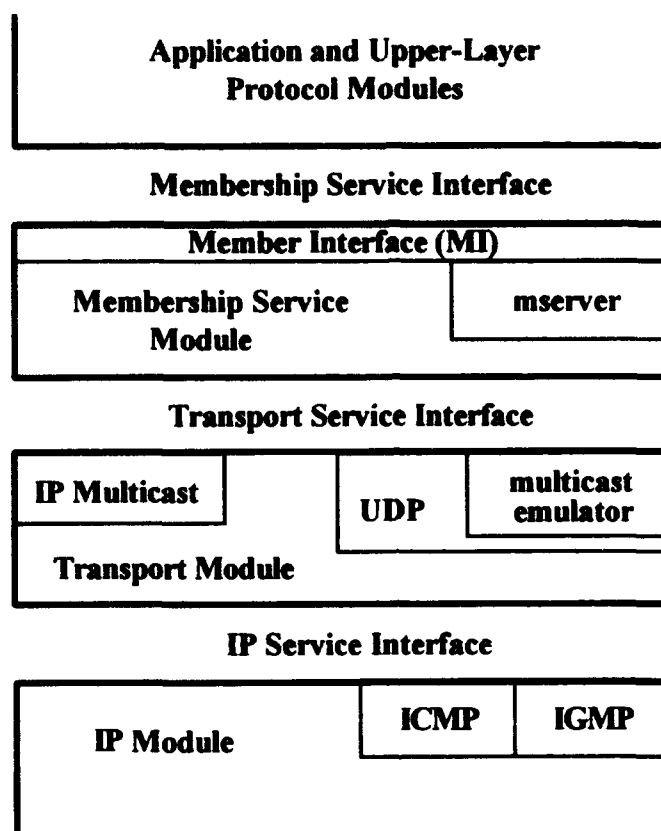 Application and Upper-Layer
Protocol Modules
Membership Service Interface
Member Interface (MI)
Membership Service
Module
mserver
Transport Service Interface
IP Multicast
UDP
multicast
emulator
Transport Module
IP Service Interface
IP Module
ICMP
IGMP